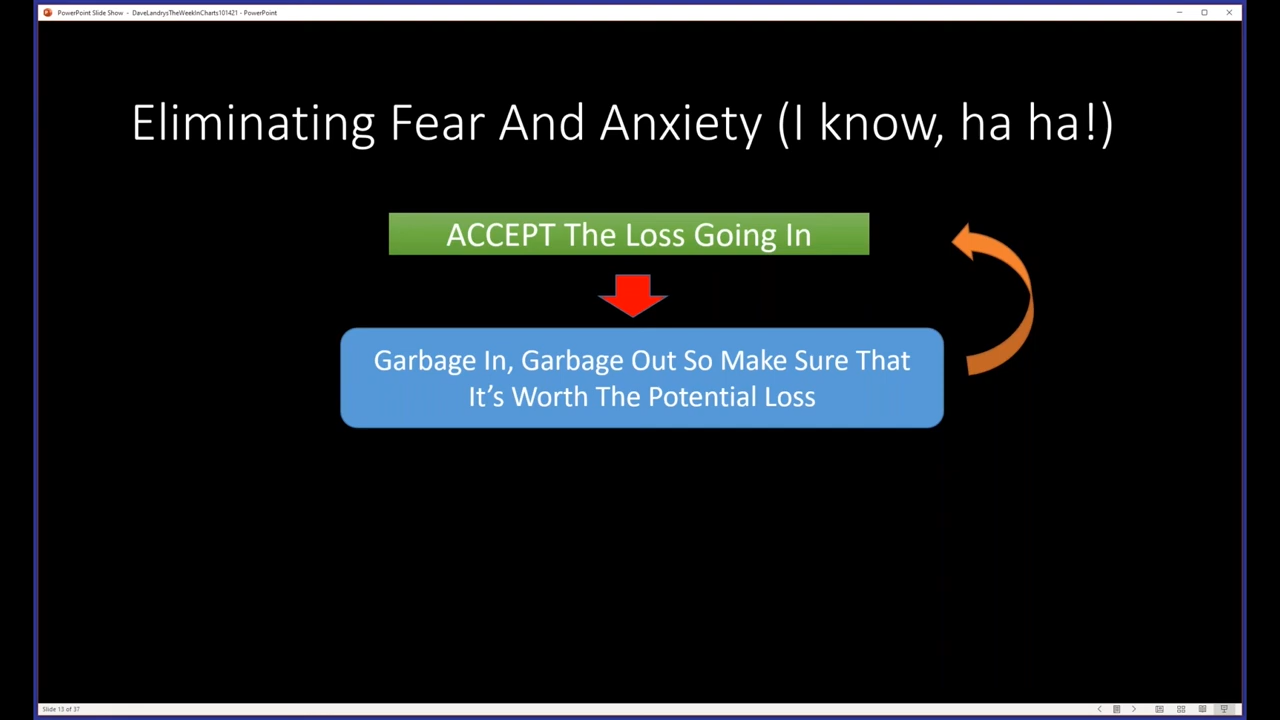 PowerPoint Slide Show - DaveLandrysTheWeekInCharts101421 - PowerPoint
Eliminating Fear And Anxiety (I know, ha ha!)
ACCEPT The Loss Going In
Garbage In, Garbage Out So Make Sure That
It's Worth The Potential Loss
Slide 13 of 37